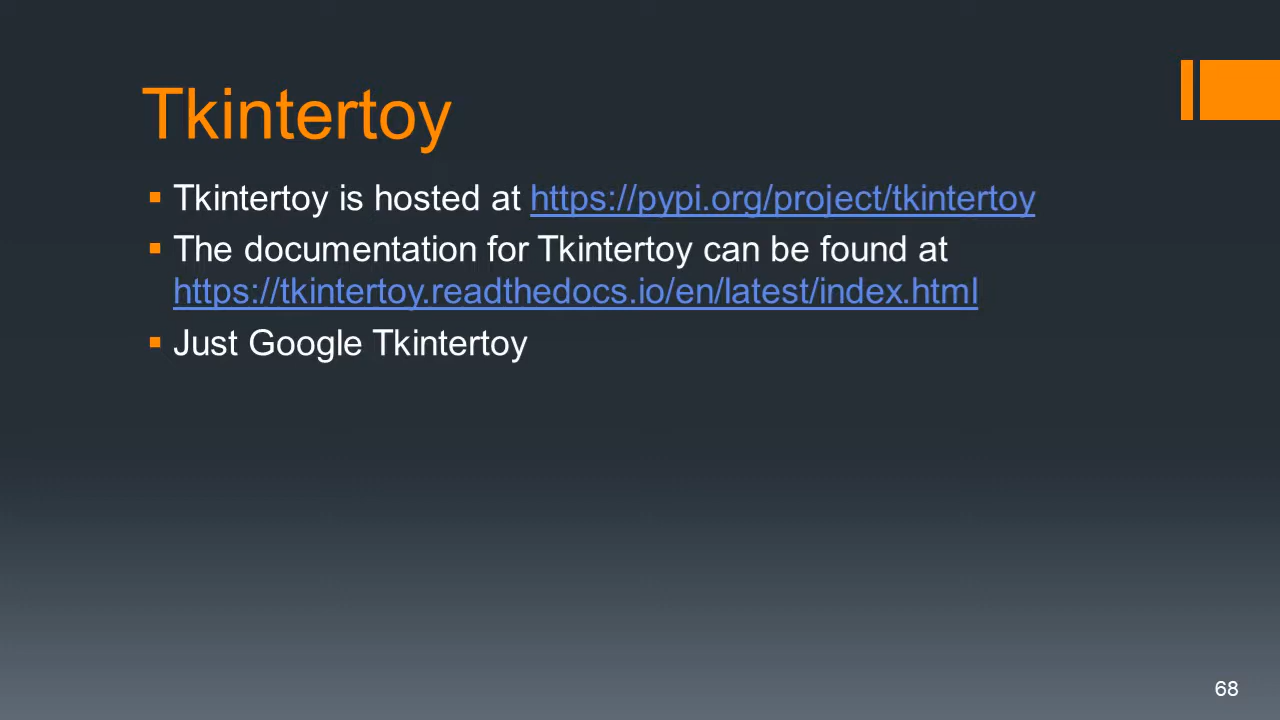 Tkintertoy
Tkintertoy is hosted at https://pypi.org/project/tkintertoy
The documentation for Tkintertoy can be found at
https://tkintertoy.readthedocs.io/en/latest/index.html
Just Google Tkintertoy
68